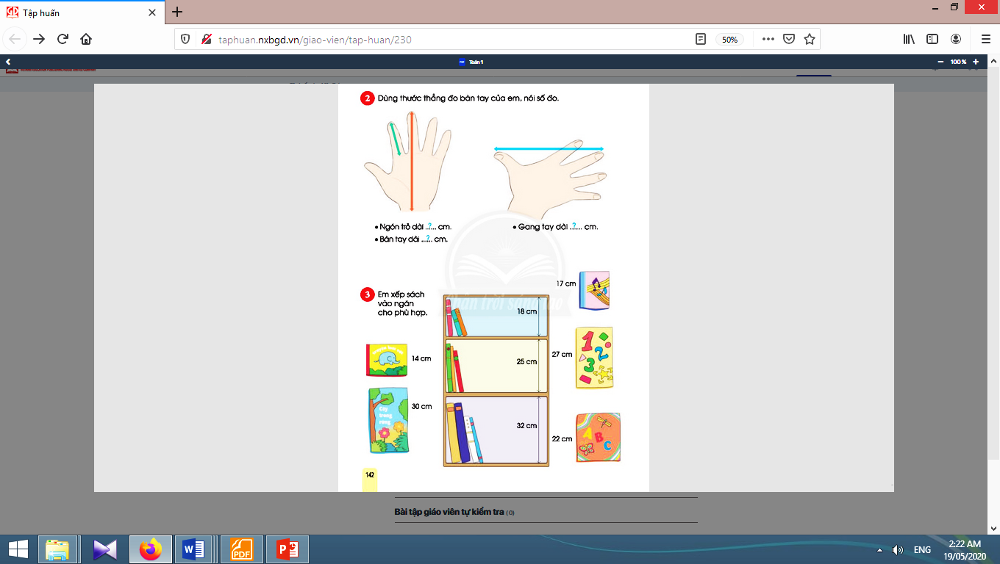 Tập huấn
taphuan.nxbgd.vn/giao-vien/tap-huan/230
50%
Toán 1
100%
2 Dùng thước thẳng đo bàn tay của em, nói số đo.
• Ngón trỏ dài ..?... cm.
• Bàn tay dài ...?.. cm.
• Gang tay dài ..?.... cm.
3 Em xếp sách
vào ngăn
cho phù hợp.
17 cm
18 cm
14 cm
25 cm
27 cm
1
2
3
30 cm
32 cm
22 cm
A
B
C
142
Bài tập giáo viên tự kiểm tra (0)
ENG
2:22 AM
19/05/2020
PDF